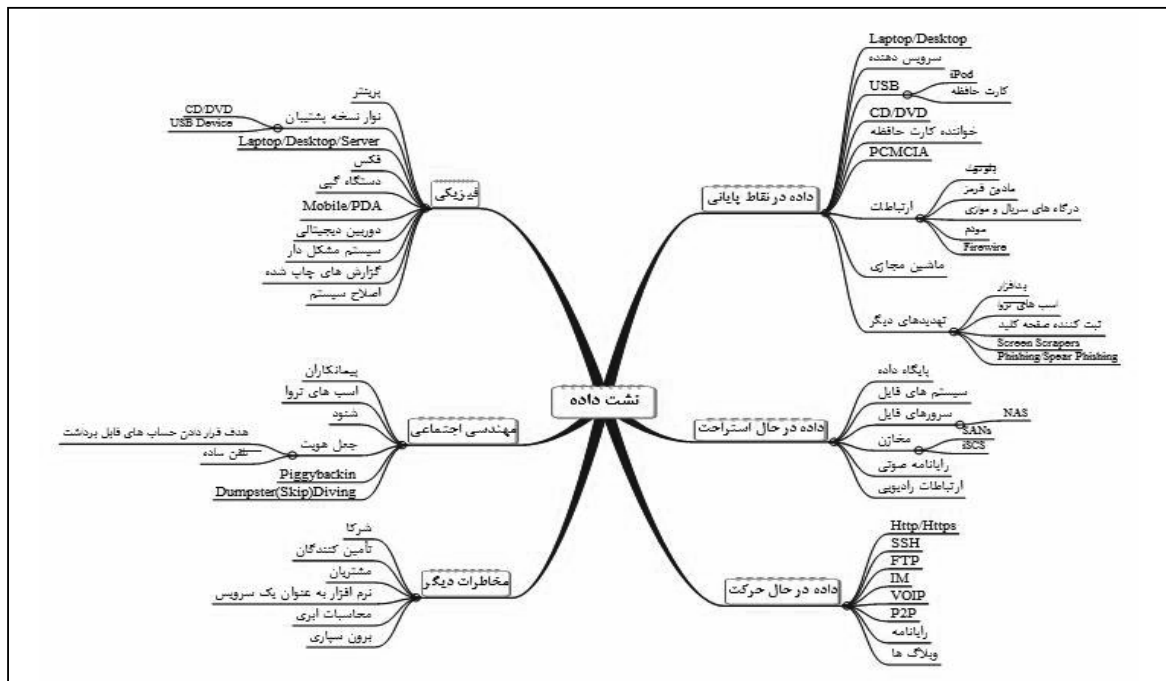 نشت داده
داده در نقاط پایانی
Laptop/Desktop
سرویس دهنده
USB
iPod
کارت حافظه
CD/DVD
خواننده کارت حافظه
PCMCIA
ارتباطات
بلوتوث
مادون قرمز
درگاه های سریال و موازی
مودم
Firewire
ماشین مجازی
تهدیدهای دیگر
بدافزار
اسب های تروا
ثبت کننده صفحه کلید
Screen Scrapers
Phishing/Spear Phishing
داده در حال استراحت
پایگاه داده
سیستم های فایل
سرورهای فایل
NAS
مخازن
SANs
iSCS
رایانامه صوتی
ارتباطات رادیویی
داده در حال حرکت
Http/Https
SSH
FTP
IM
VOIP
P2P
رایانامه
وبلاگ ها
فیزیکی
پرینتر
نوار نسخه پشتیبان
CD/DVD
USB Device
Laptop/Desktop/Server
فکس
دستگاه کپی
Mobile/PDA
دوربین دیجیتالی
سیستم مشکل دار
گزارش های چاپ شده
اصلاح سیستم
مهندسی اجتماعی
پیمانکاران
اسب های تروا
شنود
جعل هویت
هدف قرار دادن حساب های قابل برداشت
تلفن ساده
Piggybackin
Dumpster(Skip)Diving
مخاطرات دیگر
شرکا
تأمین کنندگان
مشتریان
نرم افزار به عنوان یک سرویس
محاسبات ابری
برون سپاری